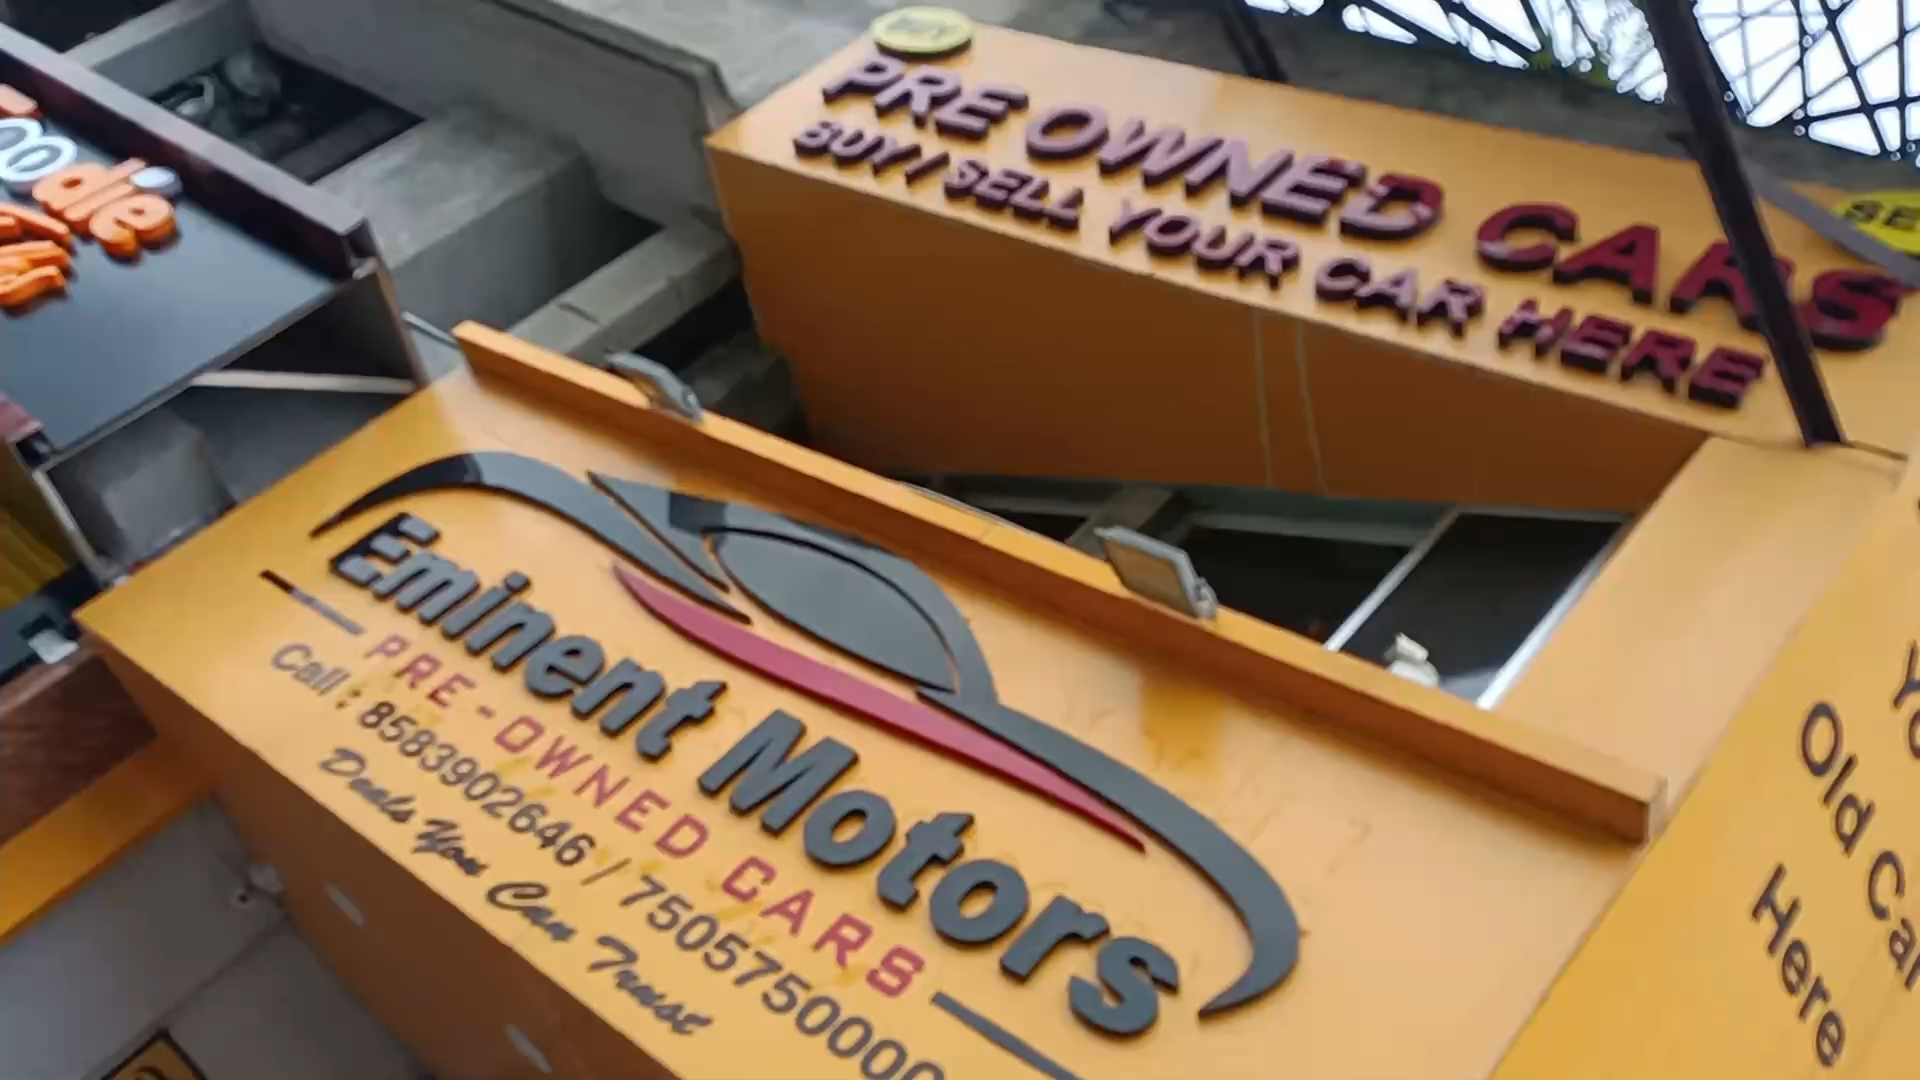 PRE OWNED CARS
BUY / SELL YOUR CAR HERE
Eminent Motors
PRE-OWNED CARS
Call : 8583902646 / 7505750000
Deals You Can Trust
Old Car
Here